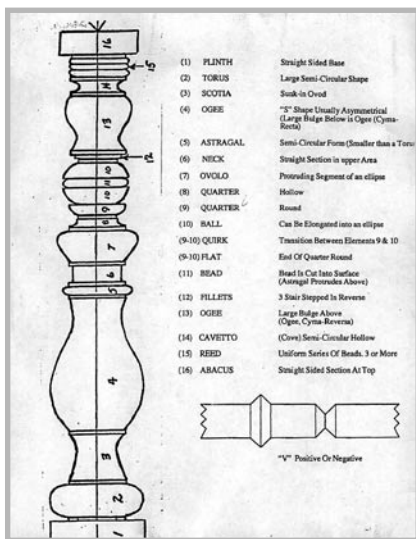 16
15
14
13
12
10
11
10
9
8
7
6
5
4
3
2
1
(1) PLINTH Straight Sided Base
(2) TORUS Large Semi-Circular Shape
(3) SCOTIA Sunk-in Ovod
(4) OGEE "S" Shape Usually Asymmetrical
(Large Bulge Below is Ogee (Cyma-
Recta)
(5) ASTRAGAL Semi-Circular Form (Smaller than a Toru
(6) NECK Straight Section in upper Area
(7) OVOLO Protruding Segment of an ellipse
(8) QUARTER Hollow
(9) QUARTER Round
(10) BALL Can Be Elongated into an ellipse
(9-10) QUIRK Transition Between Elements 9 & 10
(9-10) FLAT End Of Quarter Round
(11) BEAD Bead Is Cut Into Surface
(Astragal Protrudes Above)
(12) FILLETS 3 Stair Stepped In Reverse
(13) OGEE Large Bulge Above
(Ogee, Cyma-Reversa)
(14) CAVETTO (Cove) Semi-Circular Hollow
(15) REED Uniform Series Of Beads. 3 or More
(16) ABACUS Straight Sided Section At Top
"V" Positive Or Negative